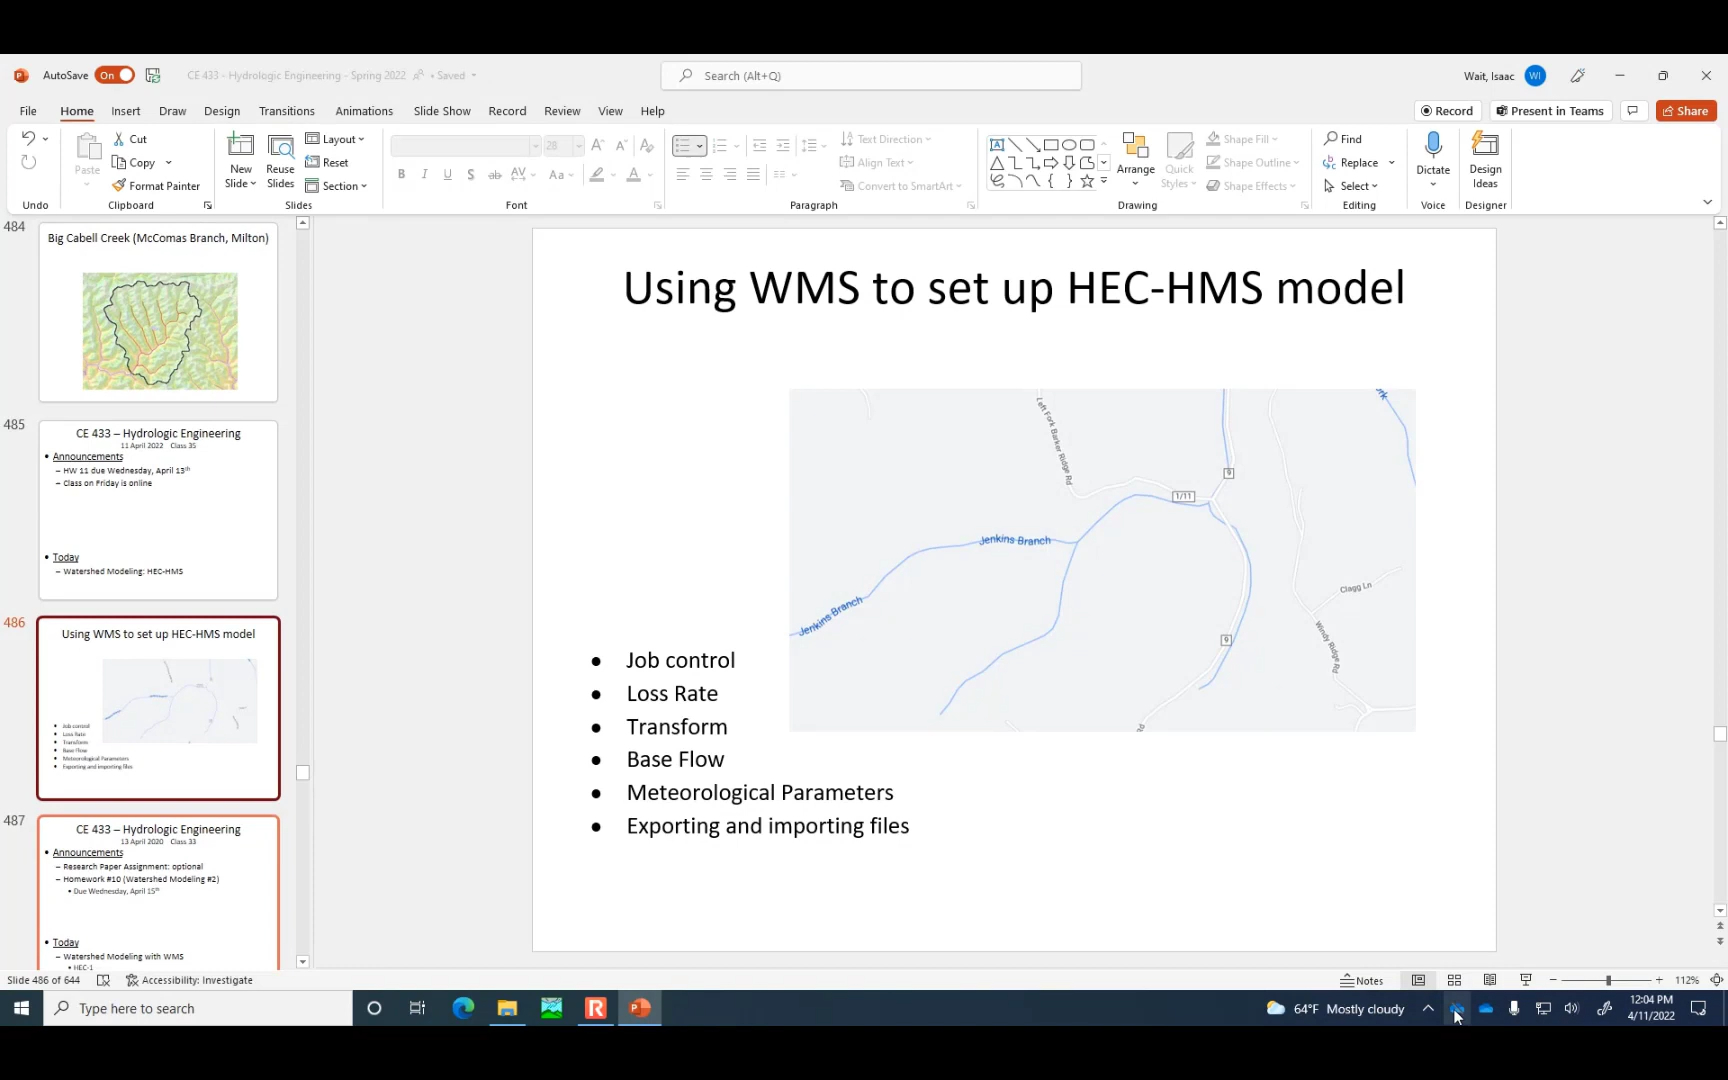 AutoSave On CE 433 - Hydrologic Engineering - Spring 2022 • Saved Search (Alt+Q) Wait, Isaac WI
File Home Insert Draw Design Transitions Animations Slide Show Record Review View Help Record Present in Teams Share
Cut
Copy
Format Painter
Paste
New Slide
Reuse Slides
Layout
Reset
Section
28
Aa
Text Direction
Align Text
Convert to SmartArt
Arrange
Quick Styles
Shape Fill
Shape Outline
Shape Effects
Find
Replace
Select
Dictate
Design Ideas
Undo Clipboard Slides Font Paragraph Drawing Editing Voice Designer
484
Big Cabell Creek (McComas Branch, Milton)
485
CE 433 – Hydrologic Engineering
11 April 2022 Class 35
• Announcements
– HW 11 due Wednesday, April 13th
– Class on Friday is online
• Today
– Watershed Modeling: HEC-HMS
486
Using WMS to set up HEC-HMS model
• Job control
• Loss Rate
• Transform
• Base Flow
• Meteorological Parameters
• Exporting and importing files
487
CE 433 – Hydrologic Engineering
13 April 2020 Class 33
• Announcements
– Research Paper Assignment: optional
– Homework #10 (Watershed Modeling #2)
• Due Wednesday, April 15th
• Today
– Watershed Modeling with WMS
• HEC-1
Using WMS to set up HEC-HMS model
Left Fork Barker Ridge Rd
9
1/11
Jenkins Branch
Jenkins Branch
Clagg Ln
Windy Ridge Rd
9
• Job control
• Loss Rate
• Transform
• Base Flow
• Meteorological Parameters
• Exporting and importing files
Slide 486 of 644 Accessibility: Investigate Notes 112%
Type here to search 64°F Mostly cloudy 12:04 PM
4/11/2022